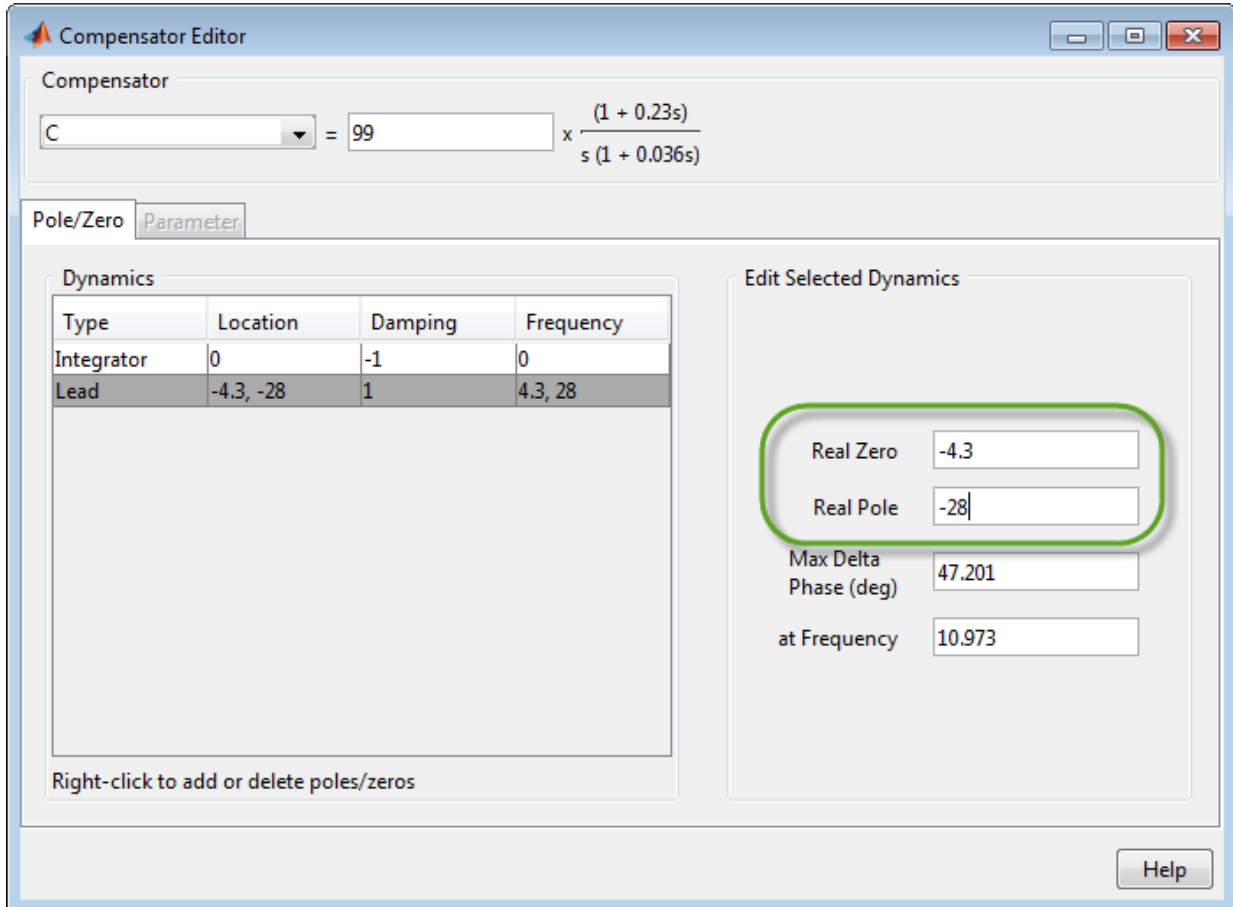 Compensator Editor
Compensator
C = 99 x (1 + 0.23s)
s (1 + 0.036s)
Pole/Zero Parameter
Dynamics
Type Location Damping Frequency
Integrator 0 -1 0
Lead -4.3, -28 1 4.3, 28
Right-click to add or delete poles/zeros
Edit Selected Dynamics
Real Zero -4.3
Real Pole -28
Max Delta
Phase (deg) 47.201
at Frequency 10.973
Help